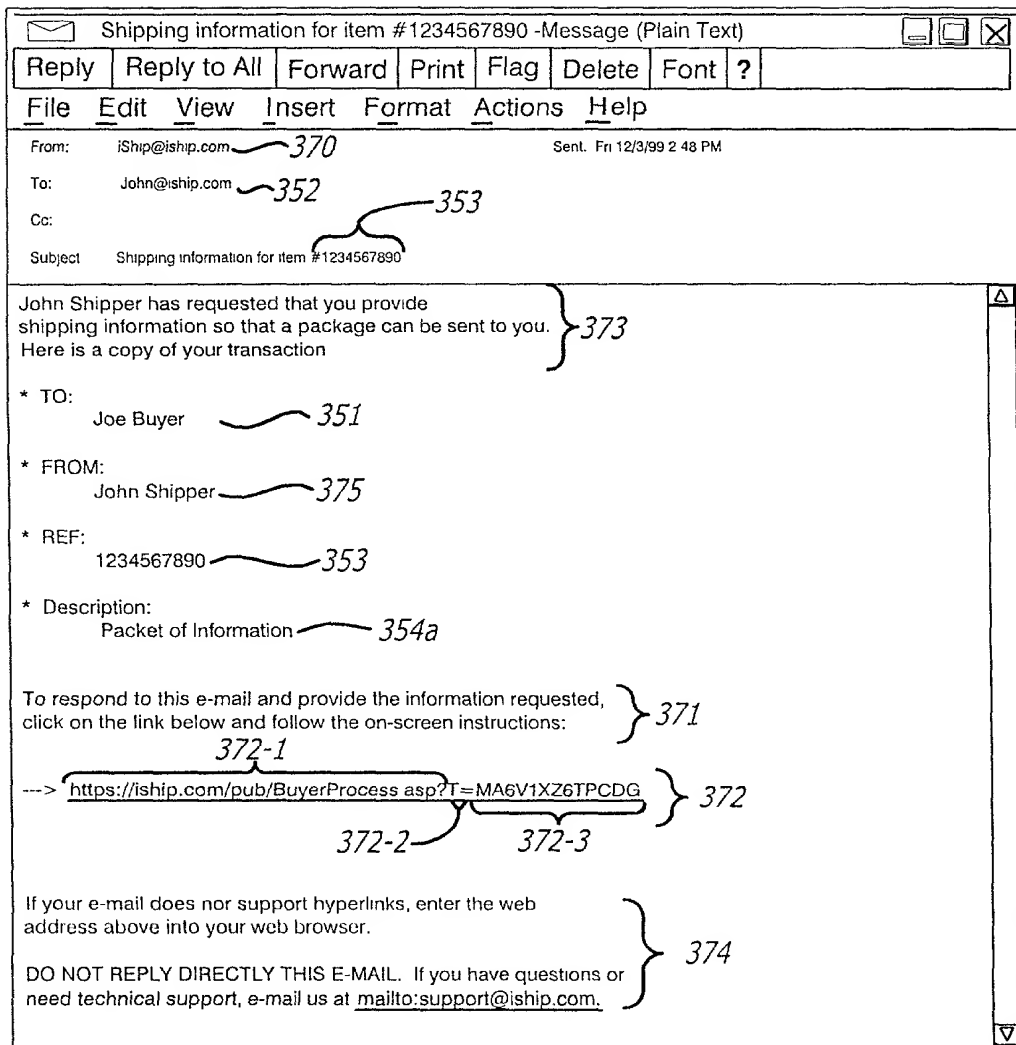 Shipping information for item #1234567890 -Message (Plain Text)
Reply Reply to All Forward Print Flag Delete Font ?
File Edit View Insert Format Actions Help
From: iShip@iship.com 370 Sent. Fri 12/3/99 2 48 PM
To: John@iship.com 352
353
Cc:
Subject Shipping information for item #1234567890
John Shipper has requested that you provide
shipping information so that a package can be sent to you.
Here is a copy of your transaction
373
* TO:
Joe Buyer 351
* FROM:
John Shipper 375
* REF:
1234567890 353
* Description:
Packet of Information 354a
To respond to this e-mail and provide the information requested,
click on the link below and follow the on-screen instructions:
371
372-1
---> https://iship.com/pub/BuyerProcess asp?T=MA6V1XZ6TPCDG 372
372-2 372-3
If your e-mail does nor support hyperlinks, enter the web
address above into your web browser.
374
DO NOT REPLY DIRECTLY THIS E-MAIL. If you have questions or
need technical support, e-mail us at mailto:support@iship.com.